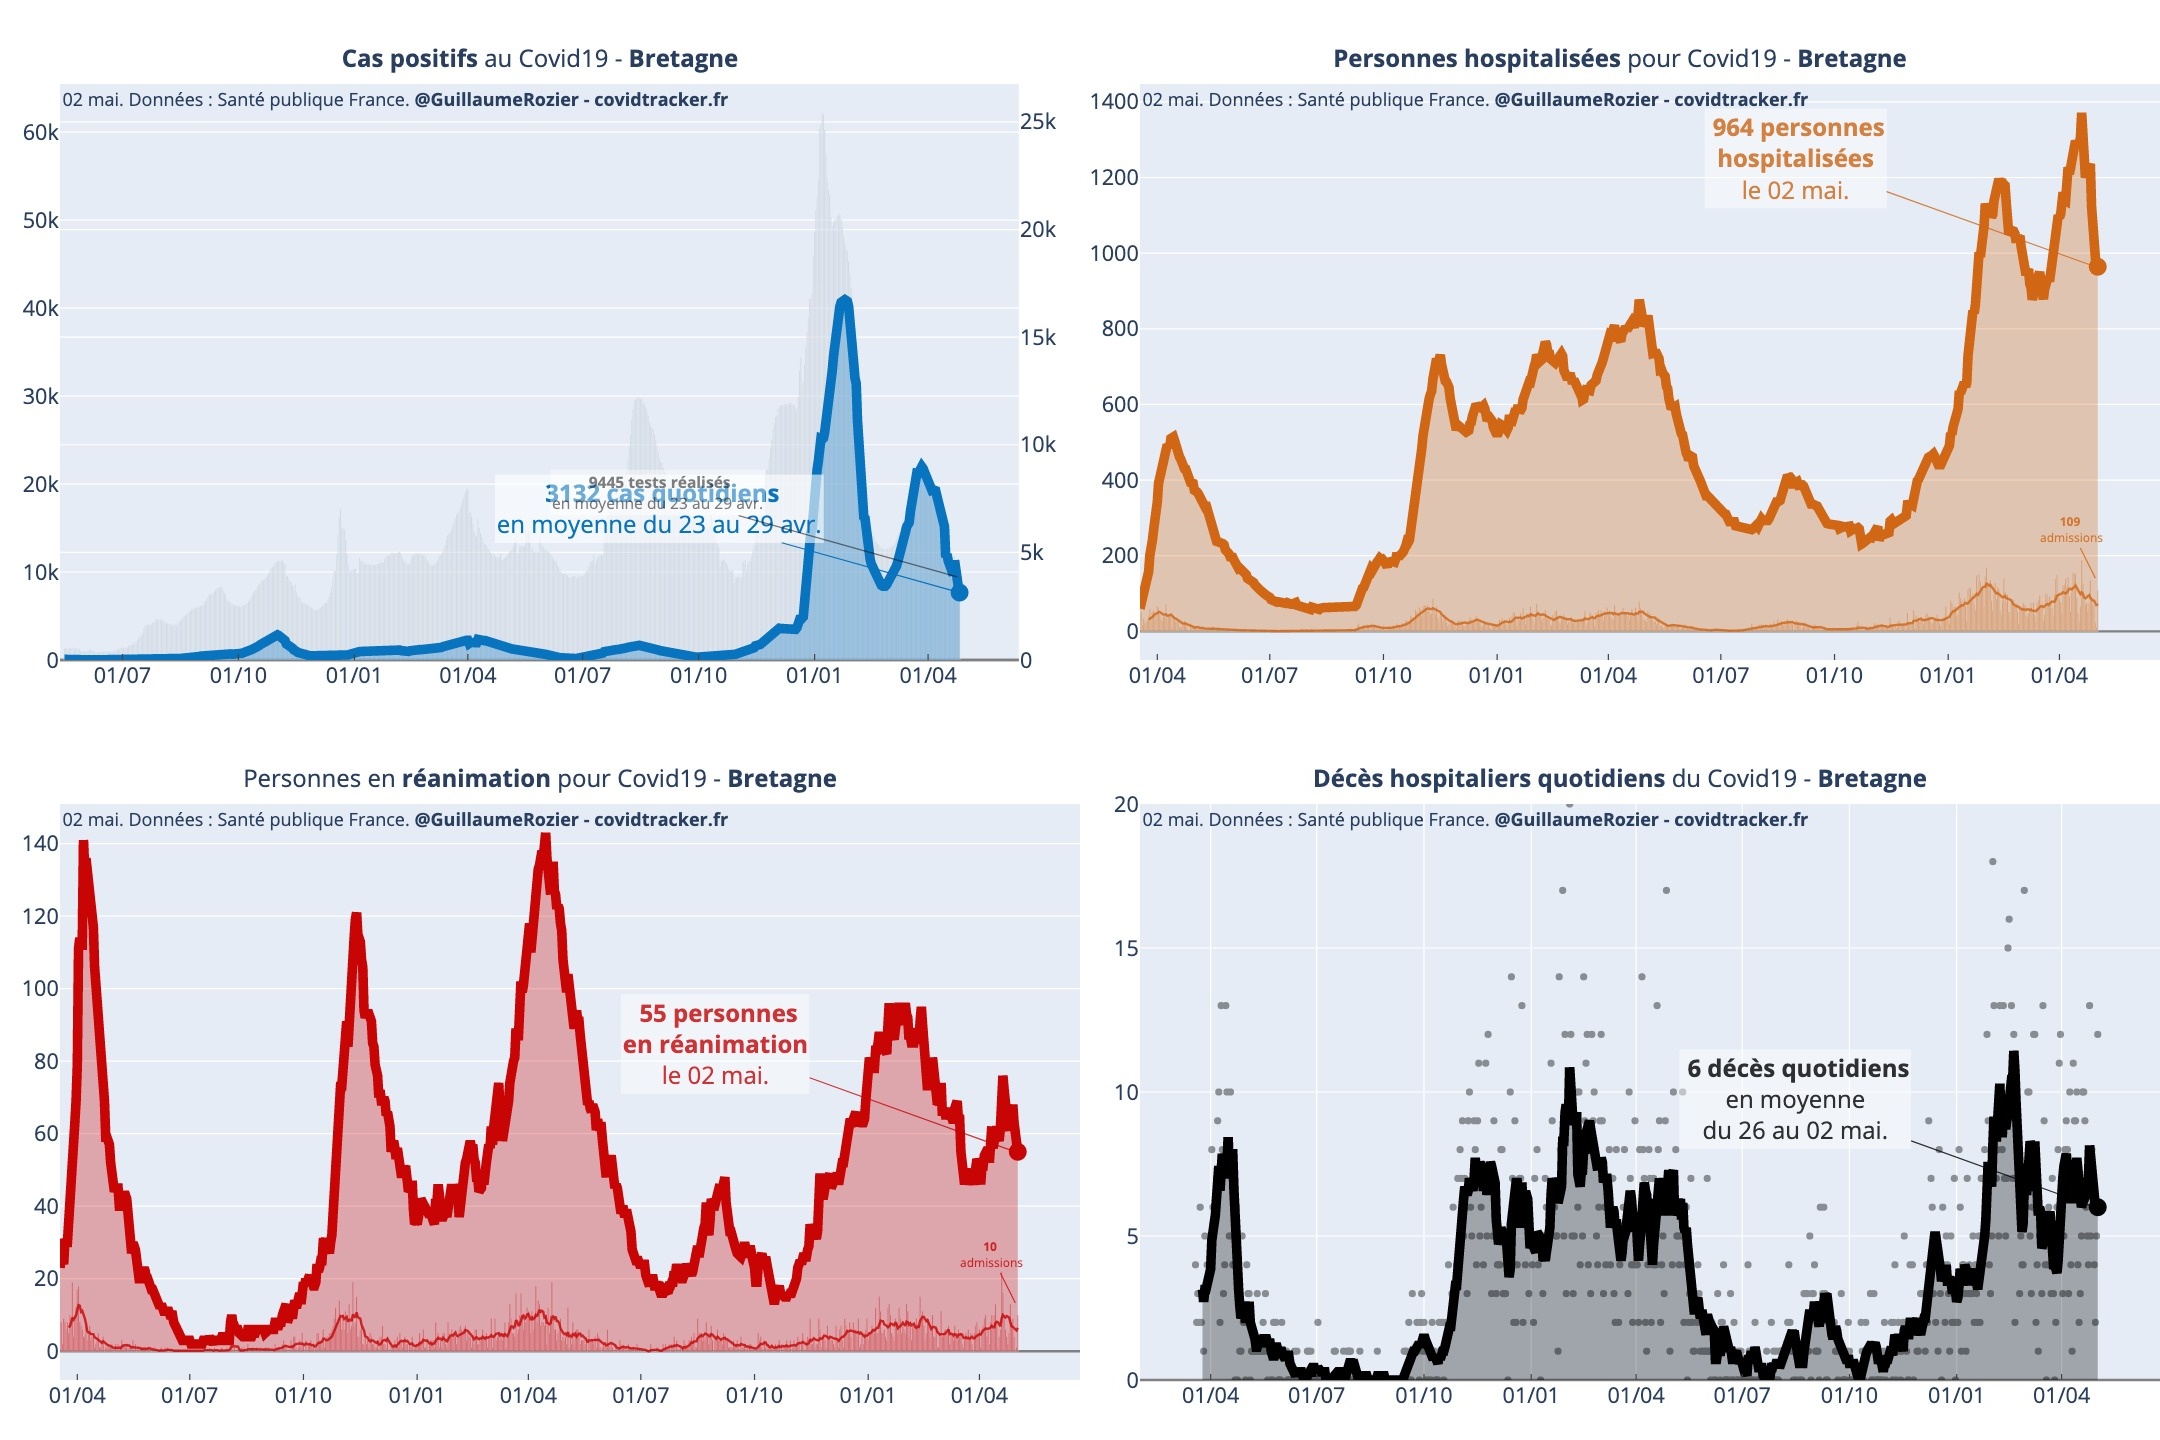 Cas positifs au Covid19 - Bretagne
02 mai. Données : Santé publique France. @GuillaumeRozier - covidtracker.fr
60k
50k
40k
30k
20k
10k
0
25k
20k
15k
10k
5k
0
9445 tests réalisés
3132 cas quotidiens
en moyenne du 23 au 29 avr.
en moyenne du 23 au 29 avr.
01/07 01/10 01/01 01/04 01/07 01/10 01/01 01/04
Personnes hospitalisées pour Covid19 - Bretagne
02 mai. Données : Santé publique France. @GuillaumeRozier - covidtracker.fr
1400
1200
1000
800
600
400
200
0
964 personnes
hospitalisées
le 02 mai.
109
admissions
01/04 01/07 01/10 01/01 01/04 01/07 01/10 01/01 01/04
Personnes en réanimation pour Covid19 - Bretagne
02 mai. Données : Santé publique France. @GuillaumeRozier - covidtracker.fr
140
120
100
80
60
40
20
0
55 personnes
en réanimation
le 02 mai.
10
admissions
01/04 01/07 01/10 01/01 01/04 01/07 01/10 01/01 01/04
Décès hospitaliers quotidiens du Covid19 - Bretagne
02 mai. Données : Santé publique France. @GuillaumeRozier - covidtracker.fr
20
15
10
5
0
6 décès quotidiens
en moyenne
du 26 au 02 mai.
01/04 01/07 01/10 01/01 01/04 01/07 01/10 01/01 01/04